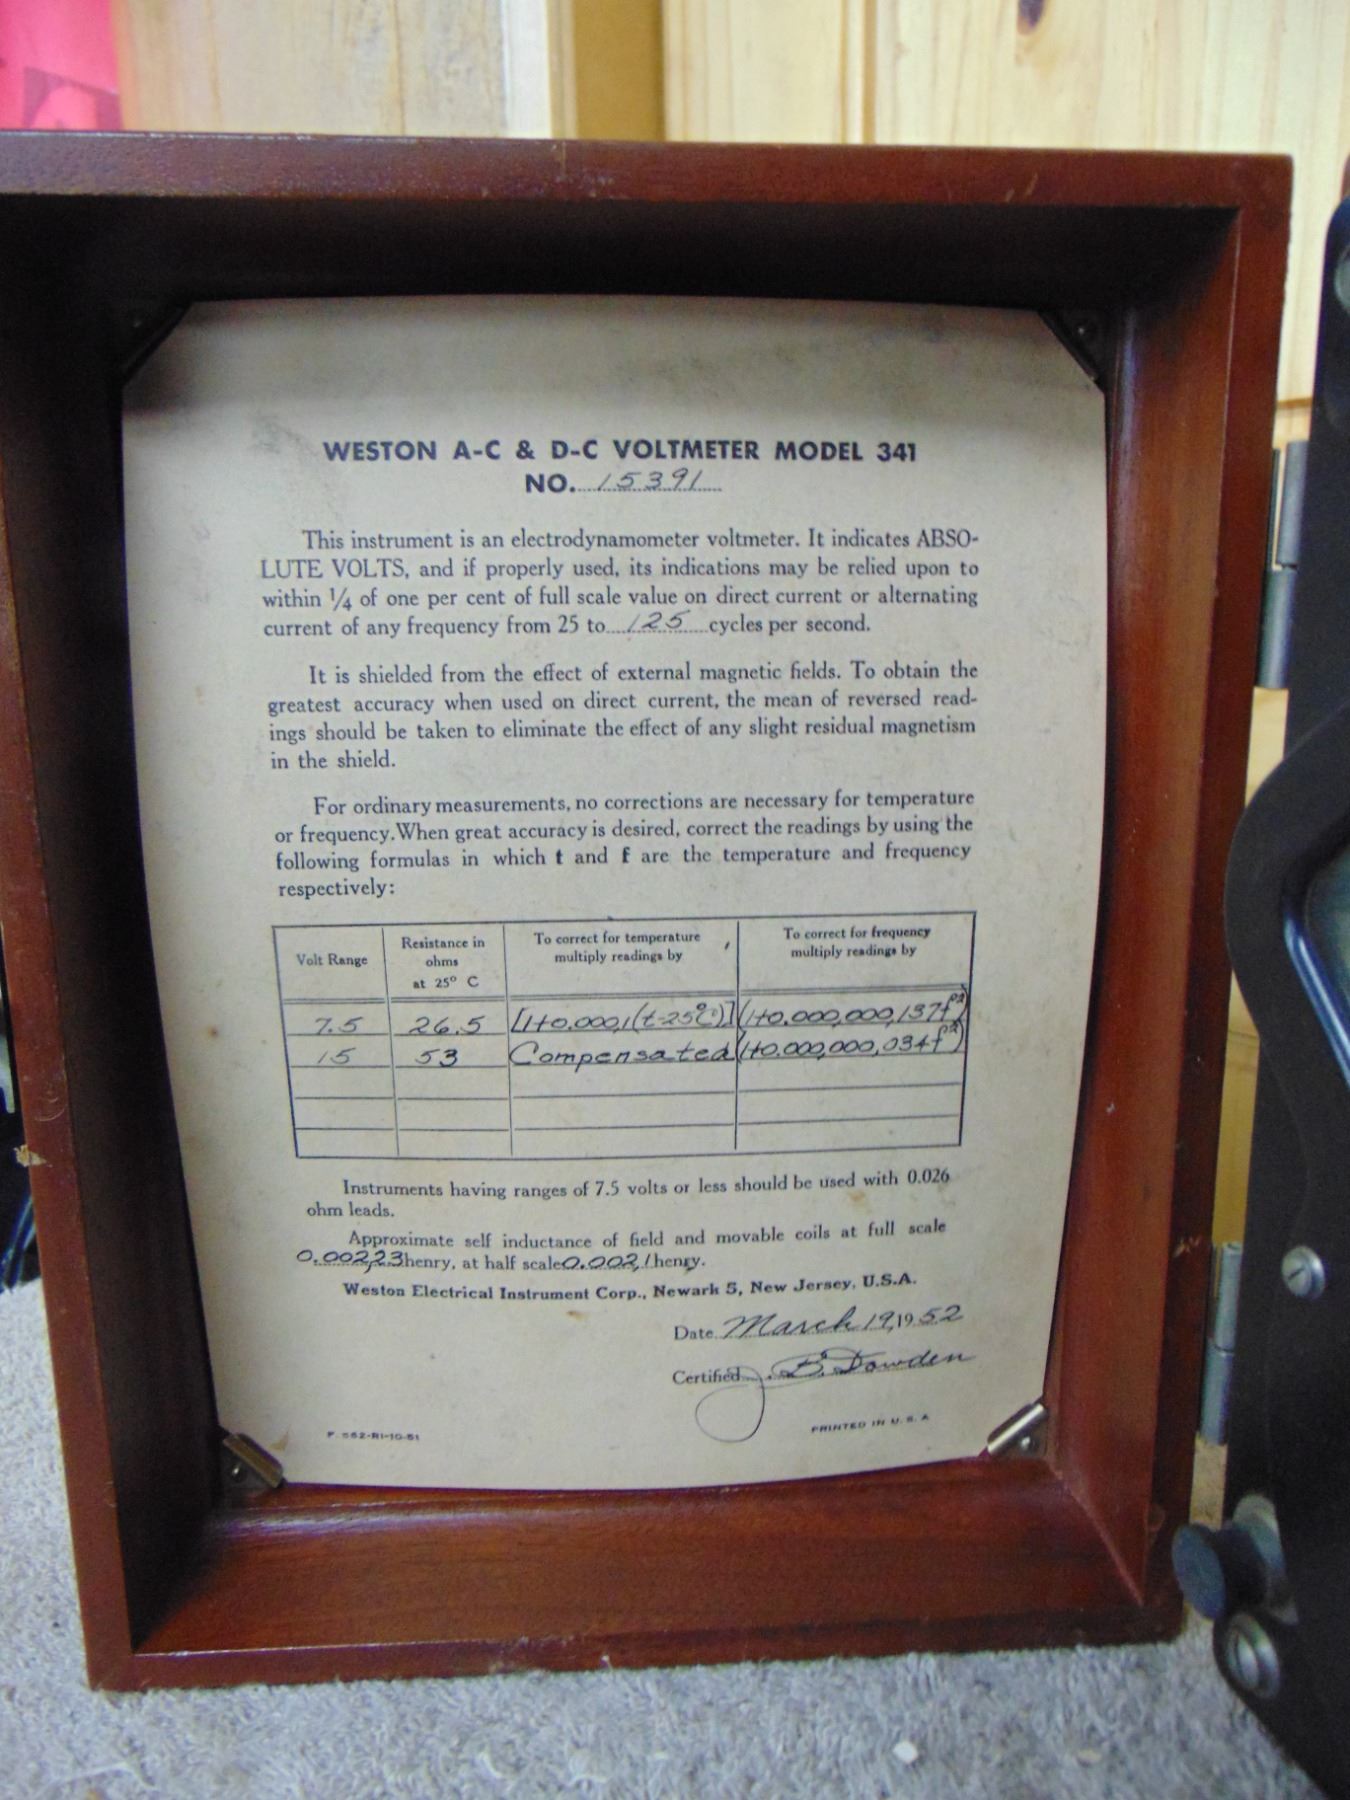 WESTON A-C & D-C VOLTMETER MODEL 341
NO. 15391
This instrument is an electrodynamometer voltmeter. It indicates ABSO-
LUTE VOLTS, and if properly used, its indications may be relied upon to
within 1/4 of one per cent of full scale value on direct current or alternating
current of any frequency from 25 to 125 cycles per second.
It is shielded from the effect of external magnetic fields. To obtain the
greatest accuracy when used on direct current, the mean of reversed read-
ings should be taken to eliminate the effect of any slight residual magnetism
in the shield.
For ordinary measurements, no corrections are necessary for temperature
or frequency. When great accuracy is desired, correct the readings by using the
following formulas in which t and f are the temperature and frequency
respectively:
Volt Range
Resistance in
ohms
at 25° C
To correct for temperature
multiply readings by
To correct for frequency
multiply readings by
7.5 26.5 [1+0.000,1(t-25°C)] (1+0.000,000,137f²)
15 53 Compensated (1+0.000,000,034f²)
Instruments having ranges of 7.5 volts or less should be used with 0.026
ohm leads.
Approximate self inductance of field and movable coils at full scale
0.002,23 henry, at half scale 0.002,1 henry.
Weston Electrical Instrument Corp., Newark 5, New Jersey, U.S.A.
Date March 19, 1952
Certified J. B. Dowden
F 552-R1-10-51
PRINTED IN U. S. A